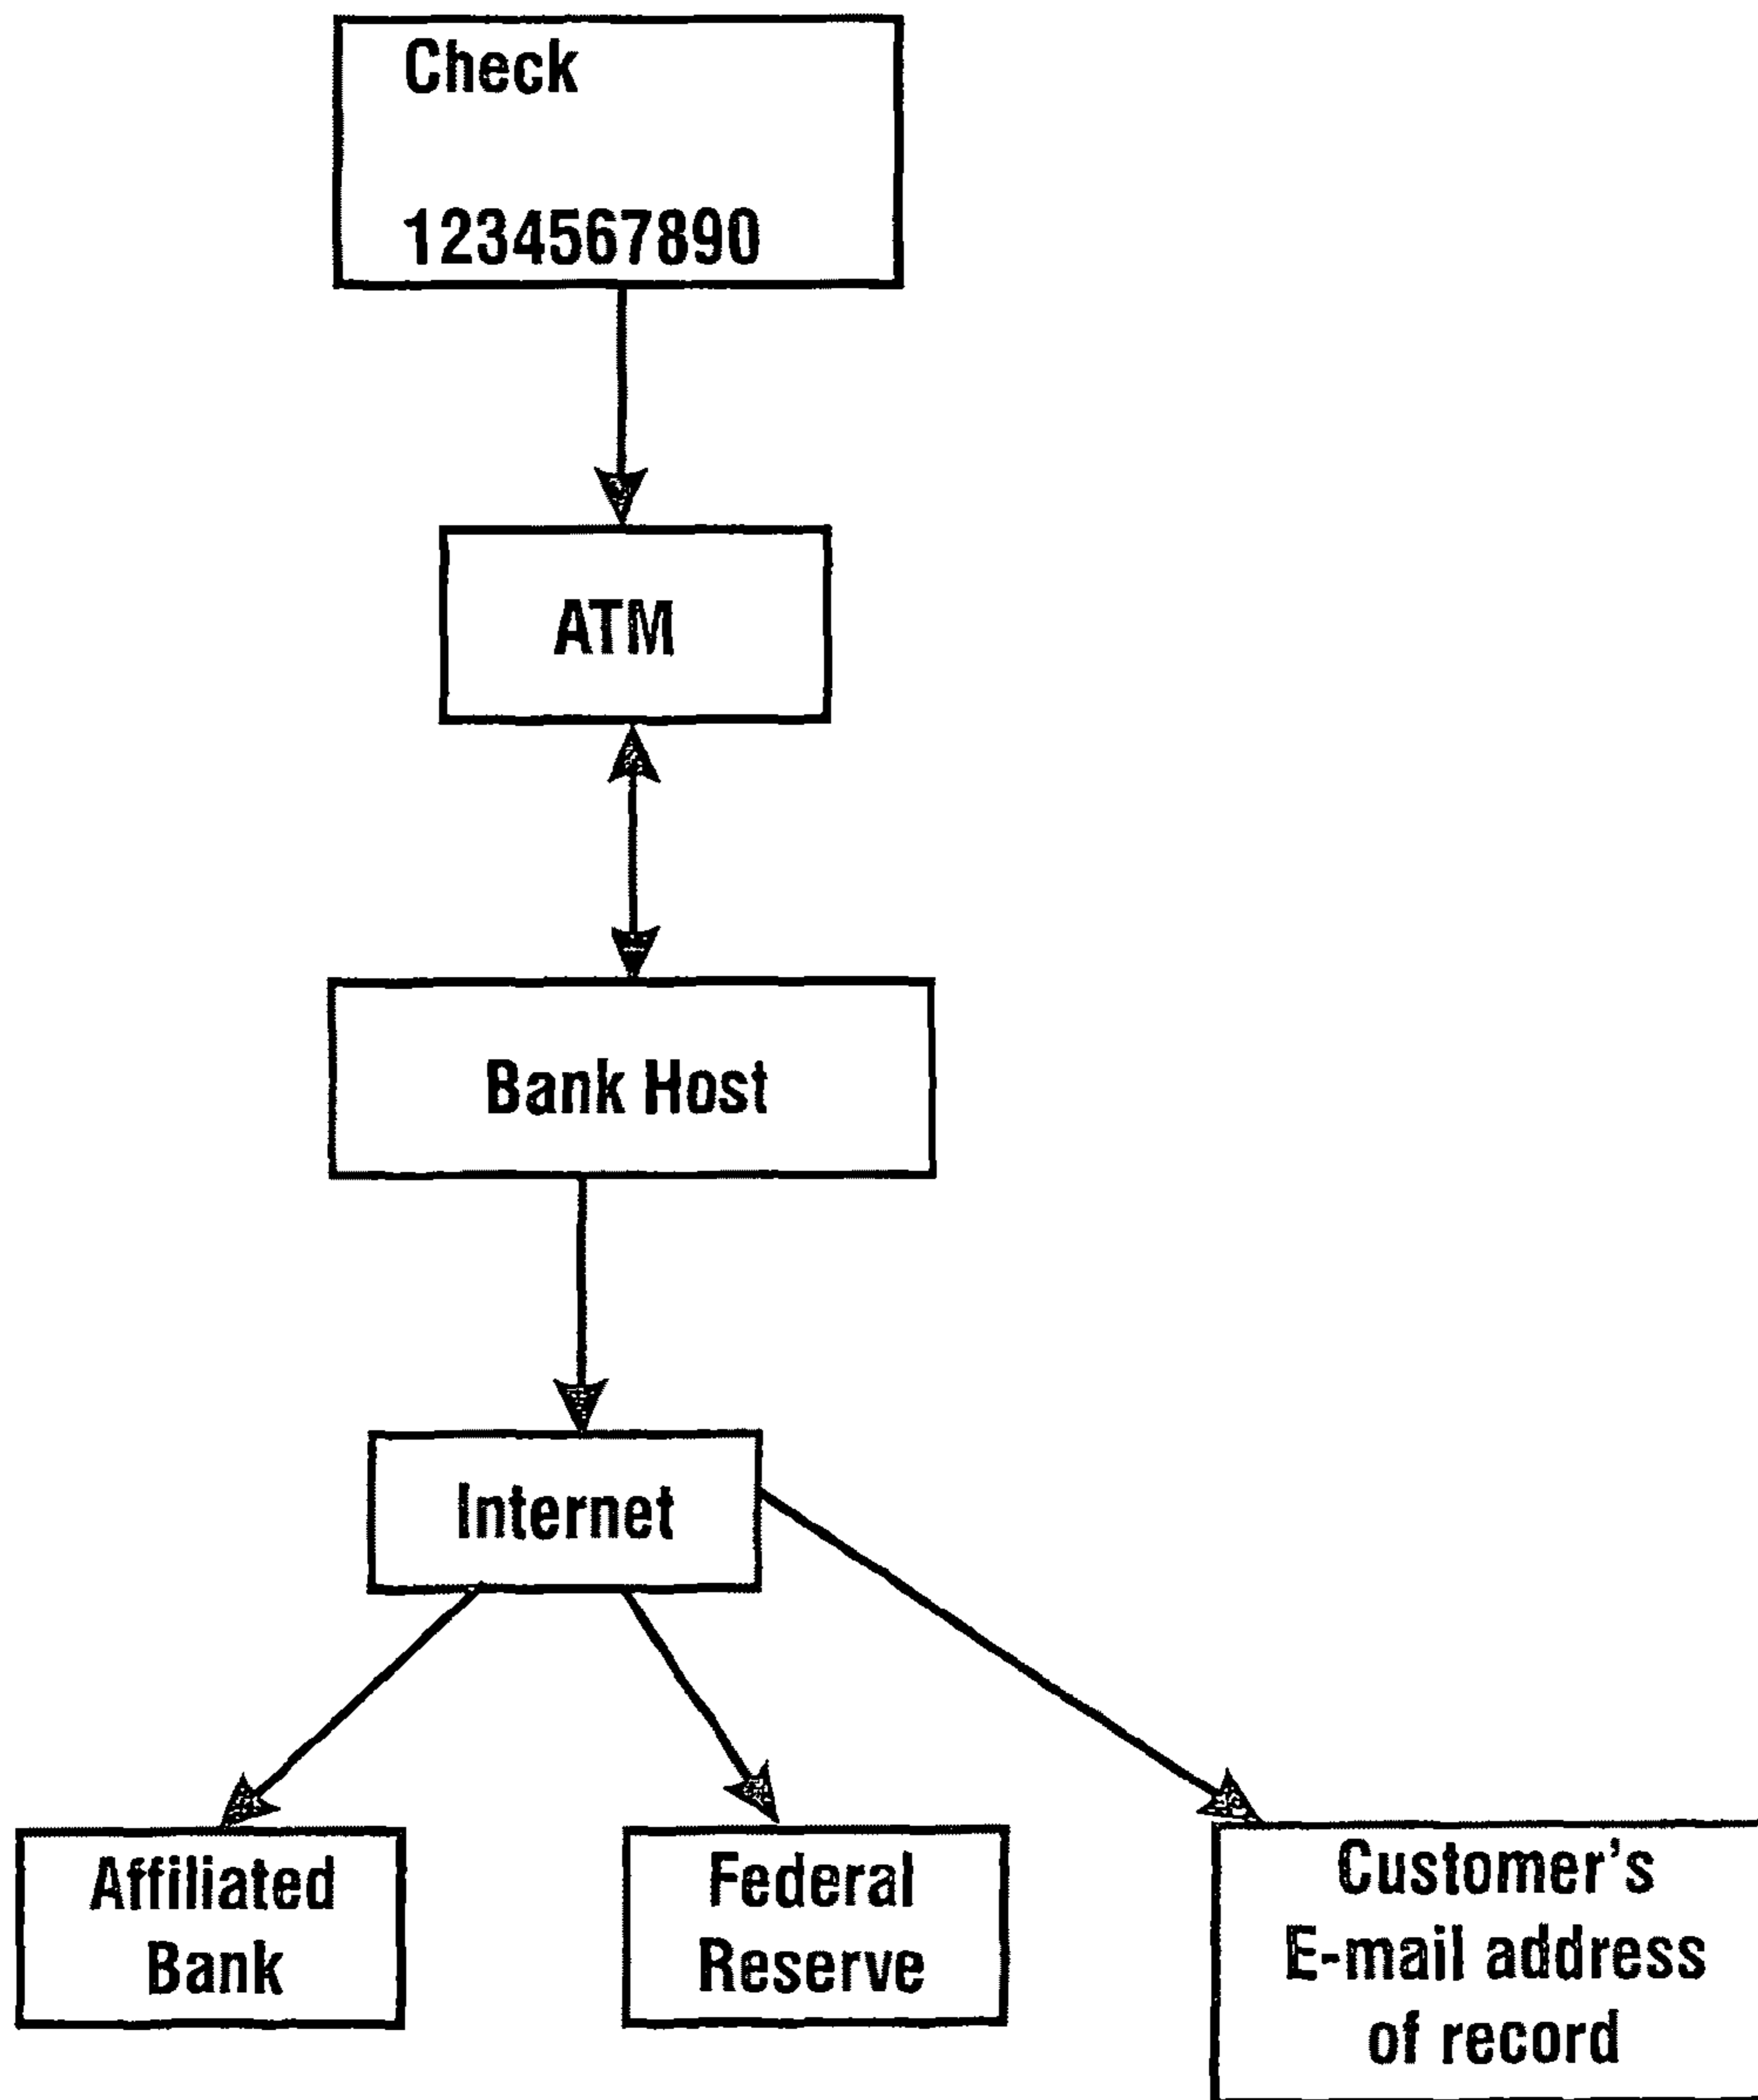 Check
1234567890
ATM
Bank Host
Internet
Affiliated
Bank
Federal
Reserve
Customer's
E-mail address
of record